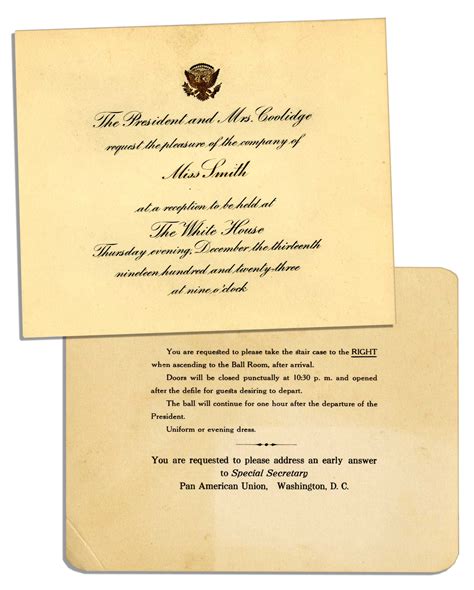 The President and Mrs. Coolidge
request the pleasure of the company of
Miss Smith
at a reception to be held at
The White House
Thursday evening, December the thirteenth
nineteen hundred and twenty-three
at nine o'clock
You are requested to please take the stair case to the RIGHT
when ascending to the Ball Room, after arrival.
Doors will be closed punctually at 10:30 p. m. and opened
after the defile for guests desiring to depart.
The ball will continue for one hour after the departure of the
President.
Uniform or evening dress.
You are requested to please address an early answer
to Special Secretary
Pan American Union, Washington, D. C.